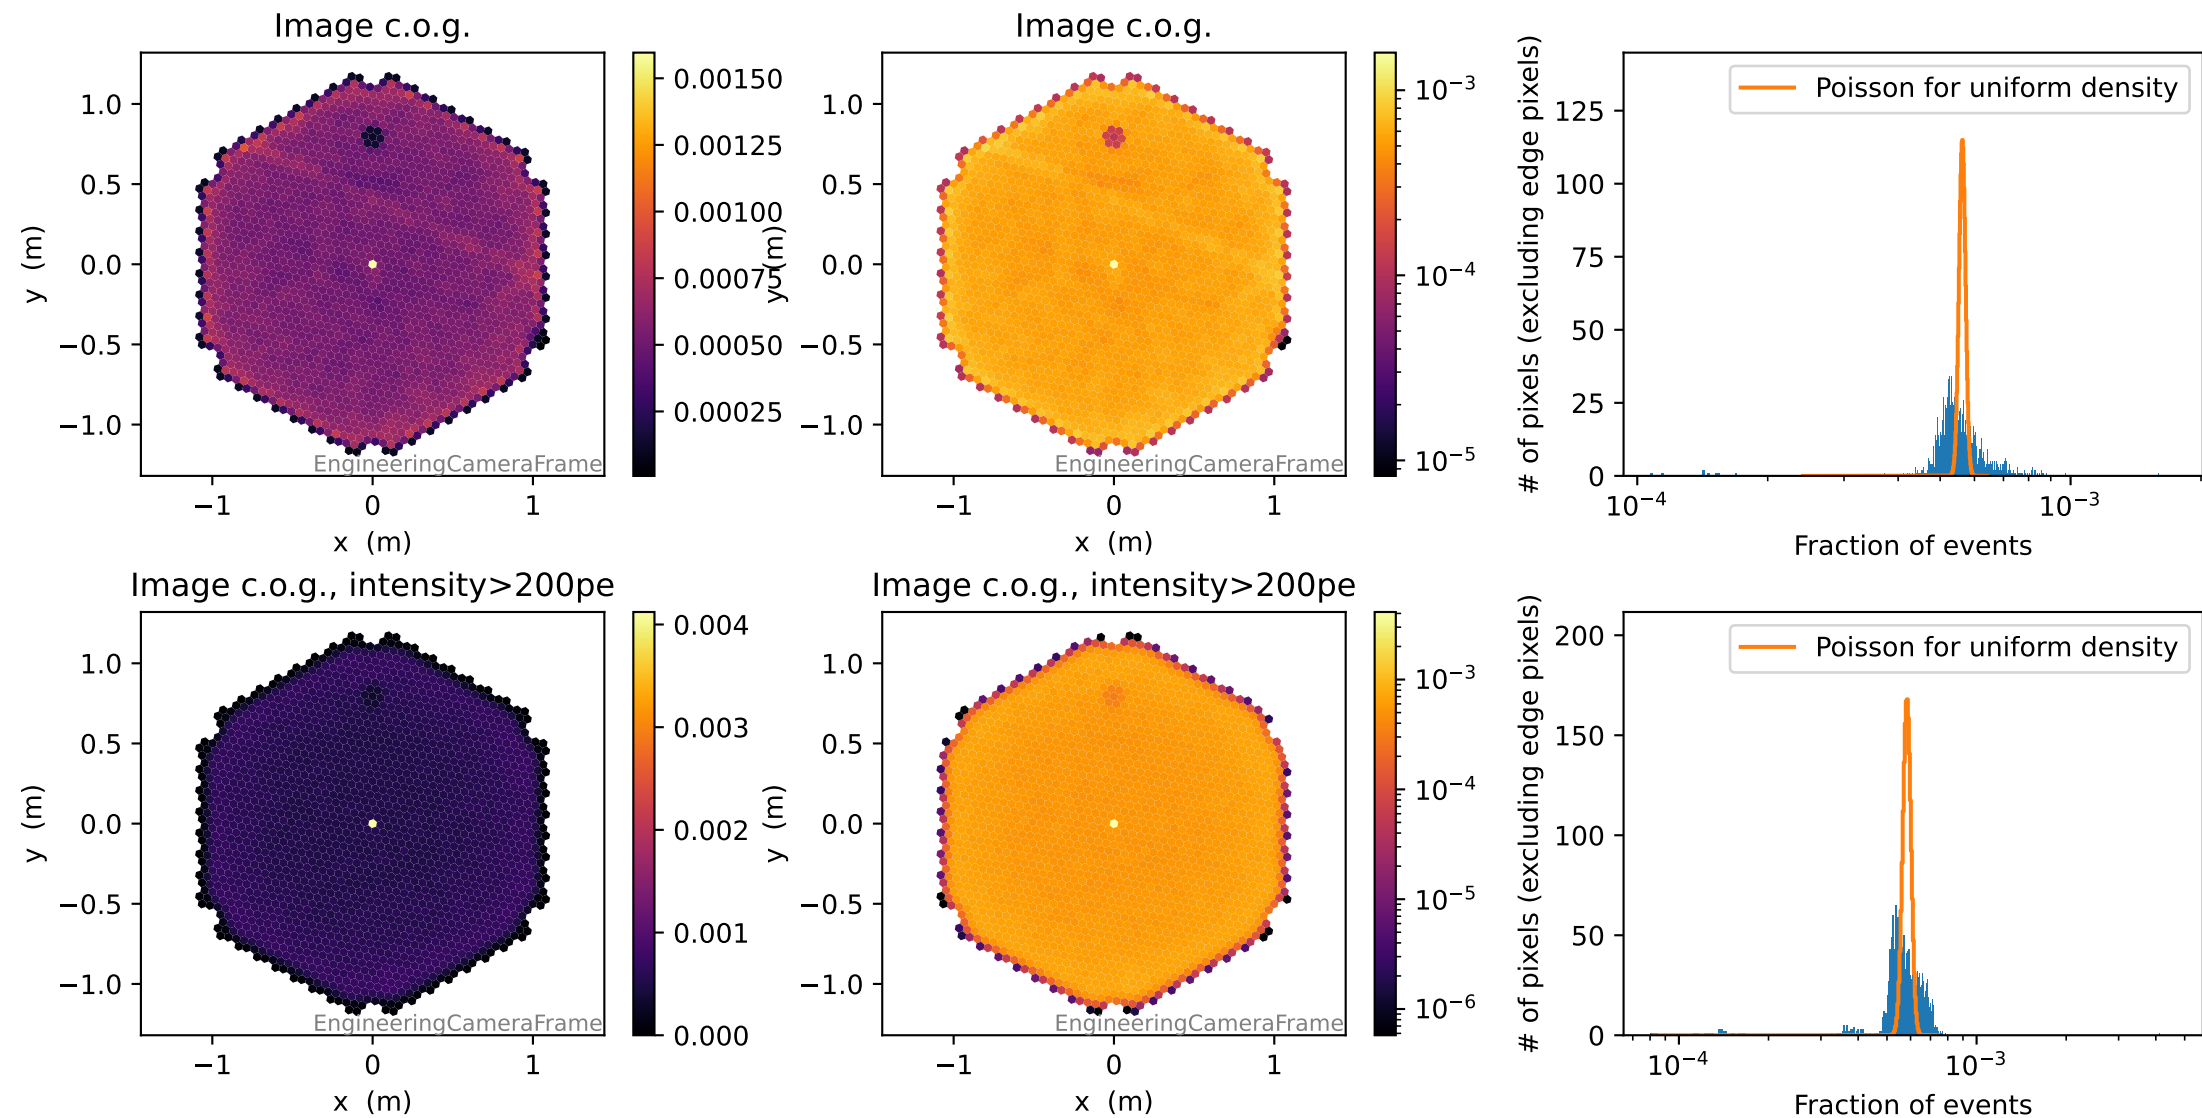 Image c.o.g.
1.0
0.5
0.0
−0.5
−1.0
y (m)
−1
0
1
x (m)
EngineeringCameraFrame
0.00150
0.00125
0.00100
0.00075
0.00050
0.00025
Image c.o.g.
1.0
0.5
0.0
−0.5
−1.0
y (m)
−1
0
1
x (m)
EngineeringCameraFrame
10⁻³
10⁻⁴
10⁻⁵
Poisson for uniform density
# of pixels (excluding edge pixels)
125
100
75
50
25
0
10⁻⁴
10⁻³
Fraction of events
Image c.o.g., intensity>200pe
1.0
0.5
0.0
−0.5
−1.0
y (m)
−1
0
1
x (m)
EngineeringCameraFrame
0.004
0.003
0.002
0.001
0.000
Image c.o.g., intensity>200pe
1.0
0.5
0.0
−0.5
−1.0
y (m)
−1
0
1
x (m)
EngineeringCameraFrame
10⁻³
10⁻⁴
10⁻⁵
10⁻⁶
Poisson for uniform density
# of pixels (excluding edge pixels)
200
150
100
50
0
10⁻⁴
10⁻³
Fraction of events